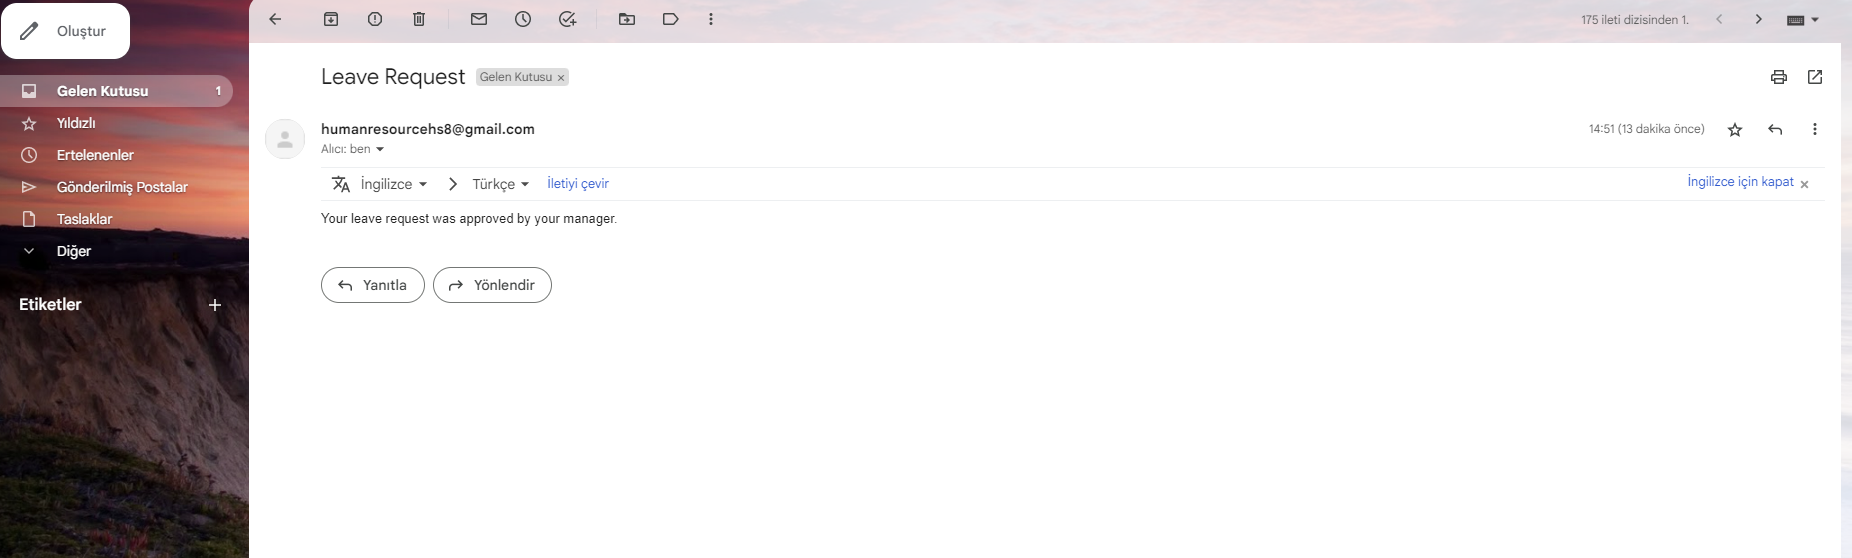 Oluştur
175 ileti dizisinden 1.
Gelen Kutusu 1
Yıldızlı
Ertelenenler
Gönderilmiş Postalar
Taslaklar
Diğer
Etiketler
Leave Request Gelen Kutusu ×
humanresourcehs8@gmail.com 14:51 (13 dakika önce)
Alıcı: ben
İngilizce Türkçe İletiyi çevir İngilizce için kapat ×
Your leave request was approved by your manager.
Yanıtla Yönlendir